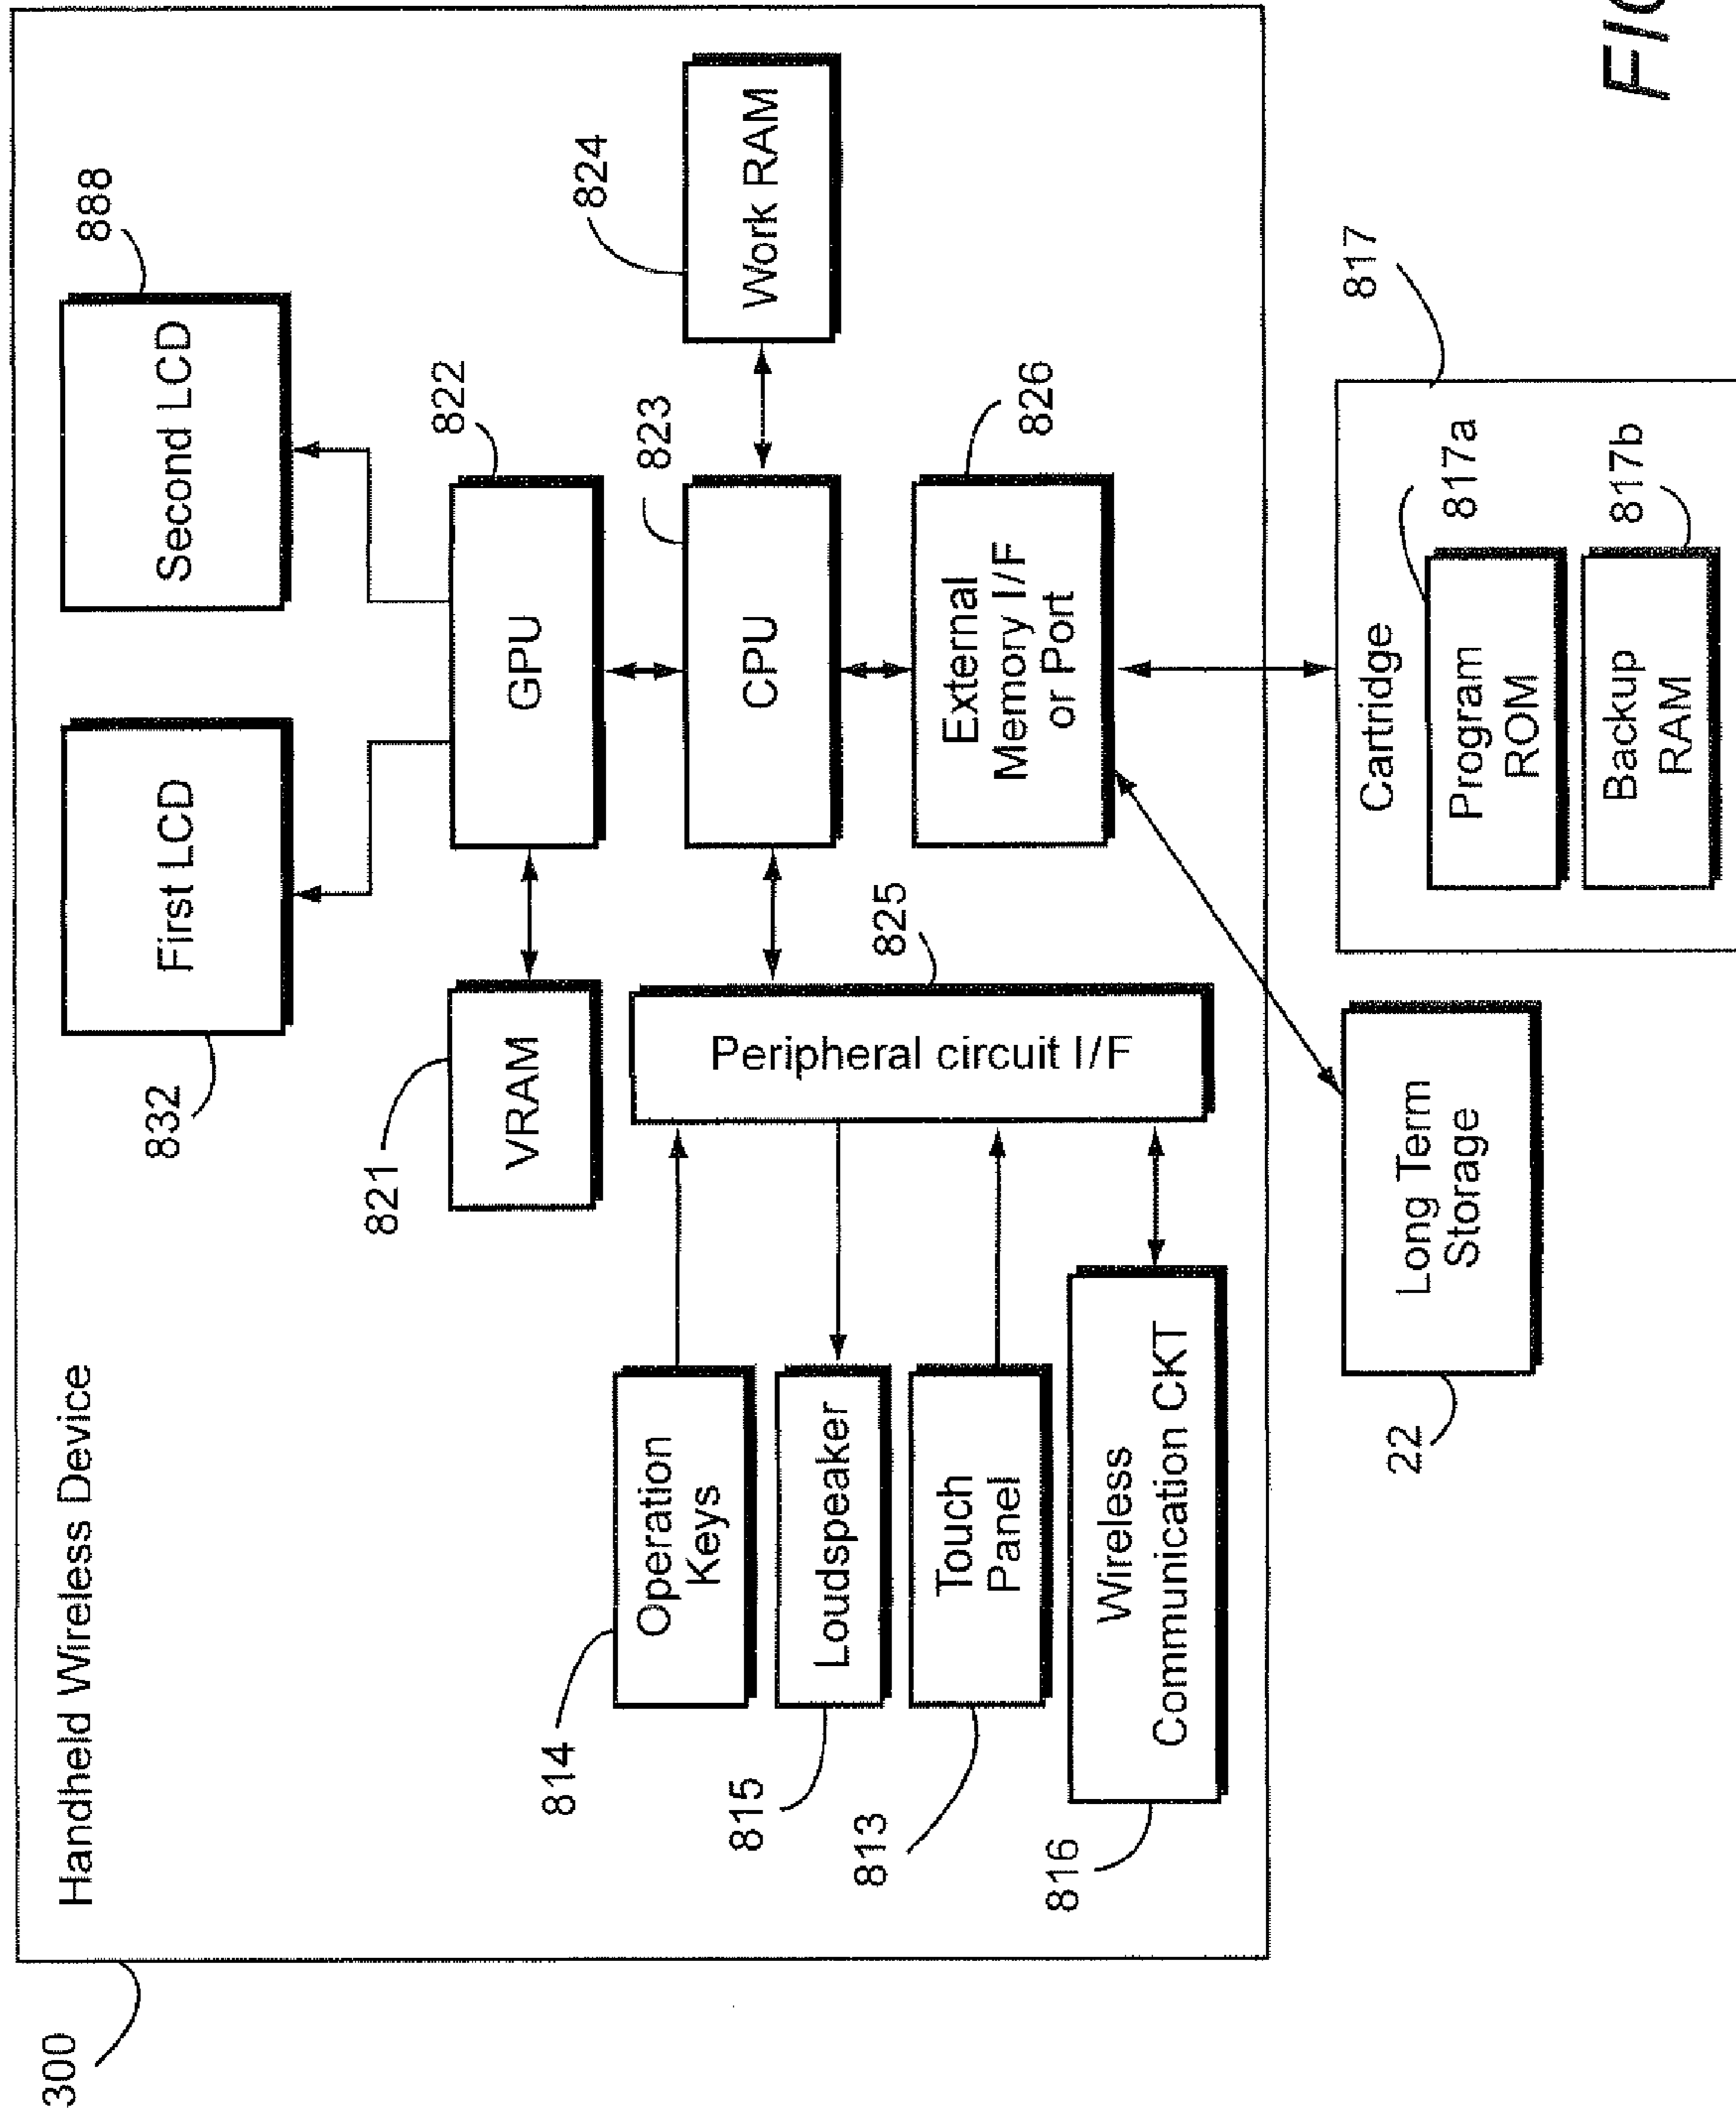 300
Handheld Wireless Device
832
First LCD
Second LCD
888
821
VRAM
GPU
822
814
Operation
Keys
815
Loudspeaker
813
Touch
Panel
816
Wireless
Communication CKT
Peripheral circuit I/F
825
CPU
823
Work RAM
824
External
Memory I/F
or Port
826
22
Long Term
Storage
Cartridge
817
Program
ROM
817a
Backup
RAM
817b